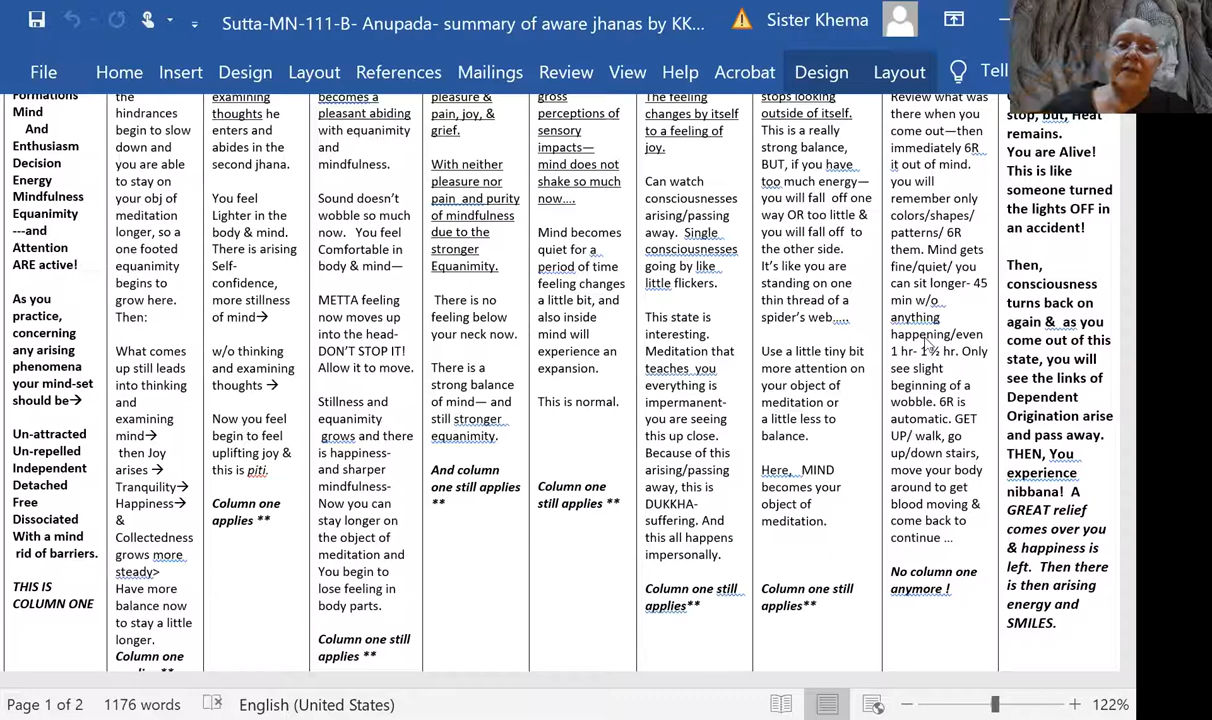 Sutta-MN-111-B- Anupada- summary of aware jhanas by KK...
Sister Khema
File
Home
Insert
Design
Layout
References
Mailings
Review
View
Help
Acrobat
Design
Layout
Tell
Formations
Mind
And
Enthusiasm
Decision
Energy
Mindfulness
Equanimity
---and
Attention
ARE active!
As you
practice,
concerning
any arising
phenomena
your mind-set
should be→
Un-attracted
Un-repelled
Independent
Detached
Free
Dissociated
With a mind
rid of barriers.
THIS IS
COLUMN ONE
the
hindrances
begin to slow
down and
you are able
to stay on
your obj of
meditation
longer, so a
one footed
equanimity
begins to
grow here.
Then:
What comes
up still leads
into thinking
and
examining
mind→
then Joy
arises →
Tranquility→
Happiness→
&
Collectedness
grows more
steady>
Have more
balance now
to stay a little
longer.
Column one
examining
thoughts he
enters and
abides in the
second jhana.
You feel
Lighter in the
body & mind.
There is arising
Self-
confidence,
more stillness
of mind→
w/o thinking
and examining
thoughts →
Now you feel
begin to feel
uplifting joy &
this is piti.
Column one
applies **
becomes a
pleasant abiding
with equanimity
and
mindfulness.
Sound doesn't
wobble so much
now. You feel
Comfortable in
body & mind—
METTA feeling
now moves up
into the head-
DON'T STOP IT!
Allow it to move.
Stillness and
equanimity
grows and there
is happiness-
and sharper
mindfulness-
Now you can
stay longer on
the object of
meditation and
You begin to
lose feeling in
body parts.
Column one still
applies **
pleasure &
pain, joy, &
grief.
With neither
pleasure nor
pain and purity
of mindfulness
due to the
stronger
Equanimity.
There is no
feeling below
your neck now.
There is a
strong balance
of mind— and
still stronger
equanimity.
And column
one still applies
**
gross
perceptions of
sensory
impacts—
mind does not
shake so much
now....
Mind becomes
quiet for a
period of time
feeling changes
a little bit, and
also inside
mind will
experience an
expansion.
This is normal.
Column one
still applies **
The feeling
changes by itself
to a feeling of
joy.
Can watch
consciousnesses
arising/passing
away. Single
consciousnesses
going by like
little flickers.
This state is
interesting.
Meditation that
teaches you
everything is
impermanent-
you are seeing
this up close.
Because of this
arising/passing
away, this is
DUKKHA-
suffering. And
this all happens
impersonally.
Column one still
applies**
stops looking
outside of itself.
This is a really
strong balance,
BUT, if you have
too much energy—
you will fall off one
way OR too little &
you will fall off to
the other side.
It's like you are
standing on one
thin thread of a
spider's web.....
Use a little tiny bit
more attention on
your object of
meditation or
a little less to
balance.
Here, MIND
becomes your
object of
meditation.
Column one still
applies**
Review what was
there when you
come out—then
immediately 6R
it out of mind.
you will
remember only
colors/shapes/
patterns/ 6R
them. Mind gets
fine/quiet/ you
can sit longer- 45
min w/o
anything
happening/even
1 hr- 1 ½ hr. Only
see slight
beginning of a
wobble. 6R is
automatic. GET
UP/ walk, go
up/down stairs,
move your body
around to get
blood moving &
come back to
continue ...
No column one
anymore !
stop, but, Heat
remains.
You are Alive!
This is like
someone turned
the lights OFF in
an accident!
Then,
consciousness
turns back on
again & as you
come out of this
state, you will
see the links of
Dependent
Origination arise
and pass away.
THEN, You
experience
nibbana! A
GREAT relief
comes over you
& happiness is
left. Then there
is then arising
energy and
SMILES.
Page 1 of 2
1176 words
English (United States)
122%